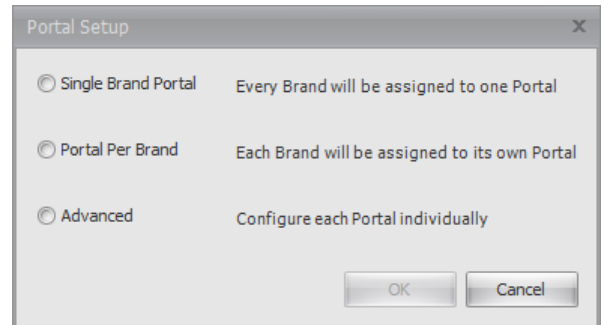 Portal Setup
Single Brand Portal Every Brand will be assigned to one Portal
Portal Per Brand Each Brand will be assigned to its own Portal
Advanced Configure each Portal individually
OK Cancel